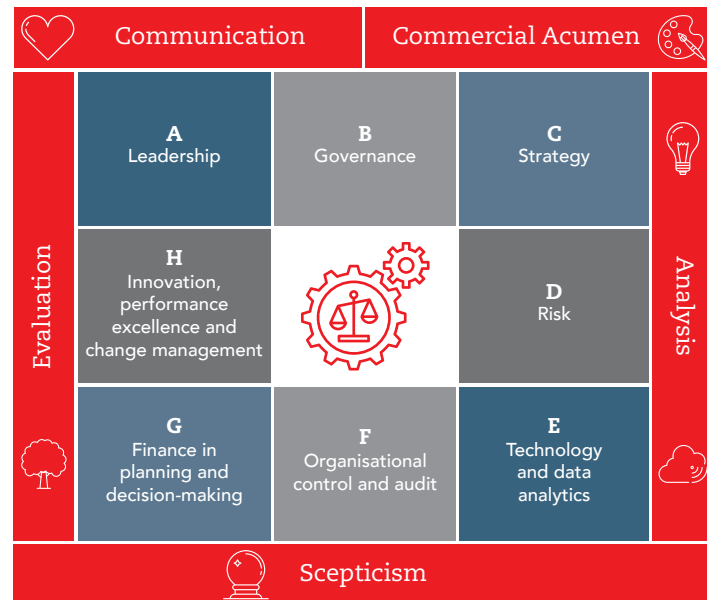 Communication
Commercial Acumen
Evaluation
A
Leadership
B
Governance
C
Strategy
Analysis
H
Innovation,
performance
excellence and
change management
D
Risk
G
Finance in
planning and
decision-making
F
Organisational
control and audit
E
Technology
and data
analytics
Scepticism